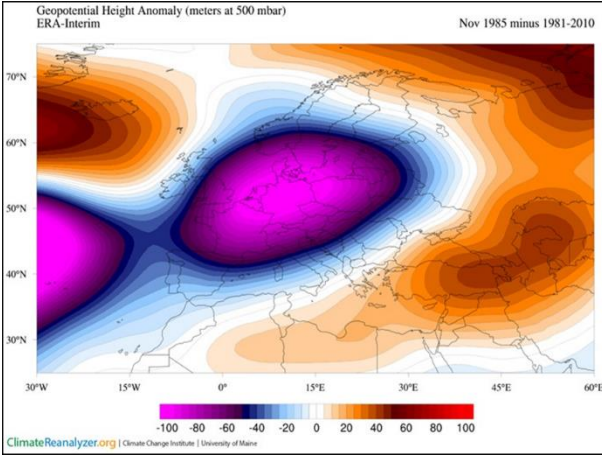 Geopotential Height Anomaly (meters at 500 mbar)
ERA-Interim
Nov 1985 minus 1981-2010
70°N
60°N
50°N
40°N
30°N
30°W 15°W 0° 15°E 30°E 45°E 60°E
-100 -80 -60 -40 -20 0 20 40 60 80 100
ClimateReanalyzer.org | Climate Change Institute | University of Maine